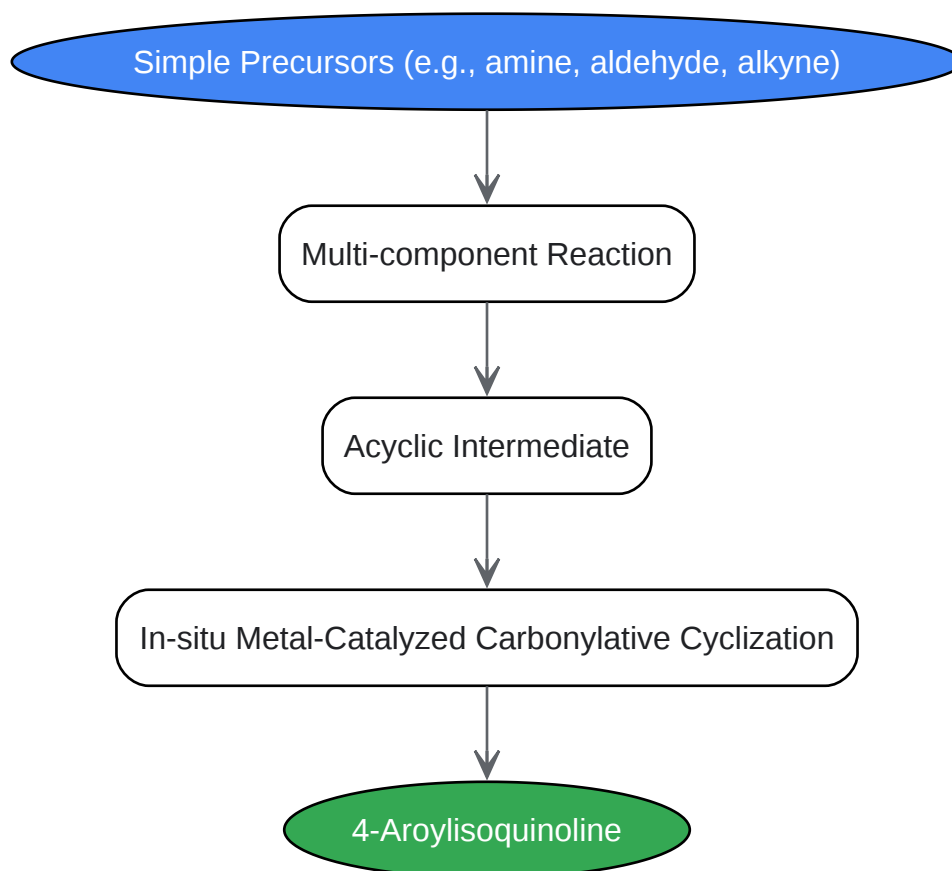 Simple Precursors (e.g., amine, aldehyde, alkyne)
Multi-component Reaction
Acyclic Intermediate
In-situ Metal-Catalyzed Carbonylative Cyclization
4-Aroylisoquinoline